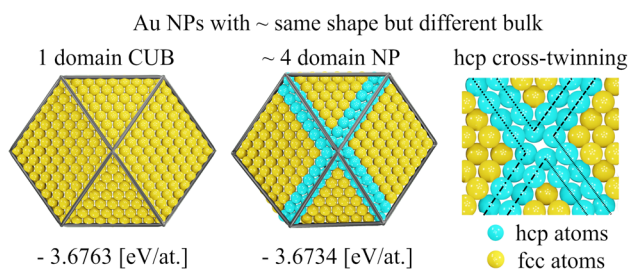 Au NPs with ~ same shape but different bulk
1 domain CUB
~ 4 domain NP
hcp cross-twinning
- 3.6763 [eV/at.]
- 3.6734 [eV/at.]
hcp atoms
fcc atoms